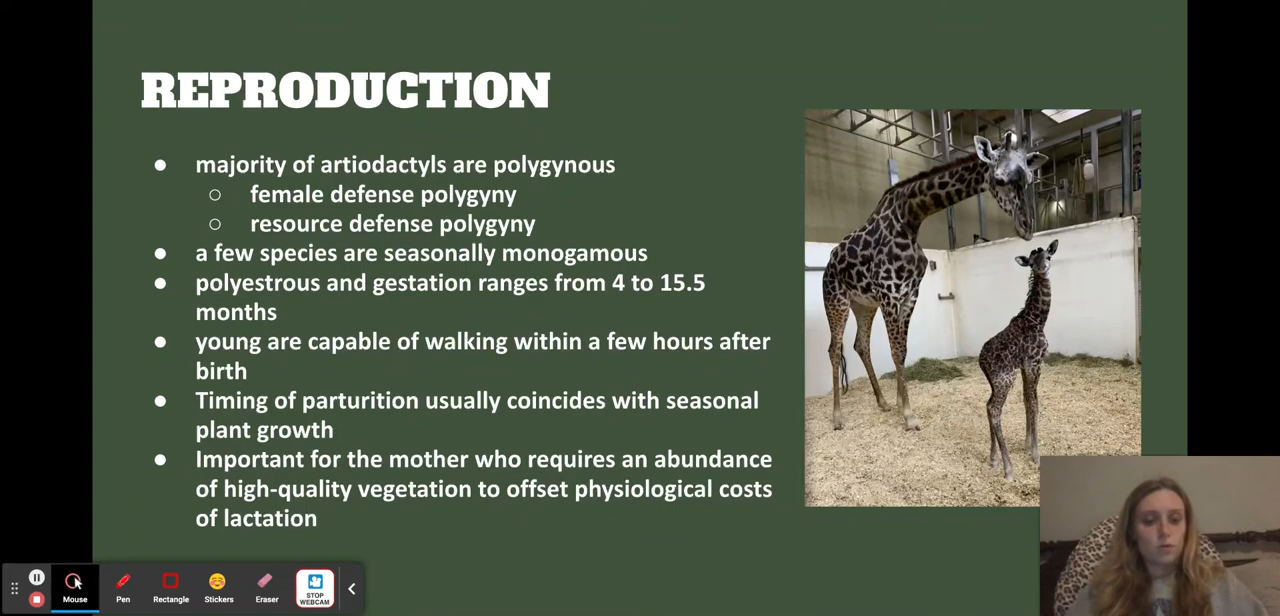 REPRODUCTION
● majority of artiodactyls are polygynous
○ female defense polygyny
○ resource defense polygyny
● a few species are seasonally monogamous
● polyestrous and gestation ranges from 4 to 15.5
months
● young are capable of walking within a few hours after
birth
● Timing of parturition usually coincides with seasonal
plant growth
● Important for the mother who requires an abundance
of high-quality vegetation to offset physiological costs
of lactation
Mouse
Pen
Rectangle
Stickers
Eraser
STOP
WEBCAM